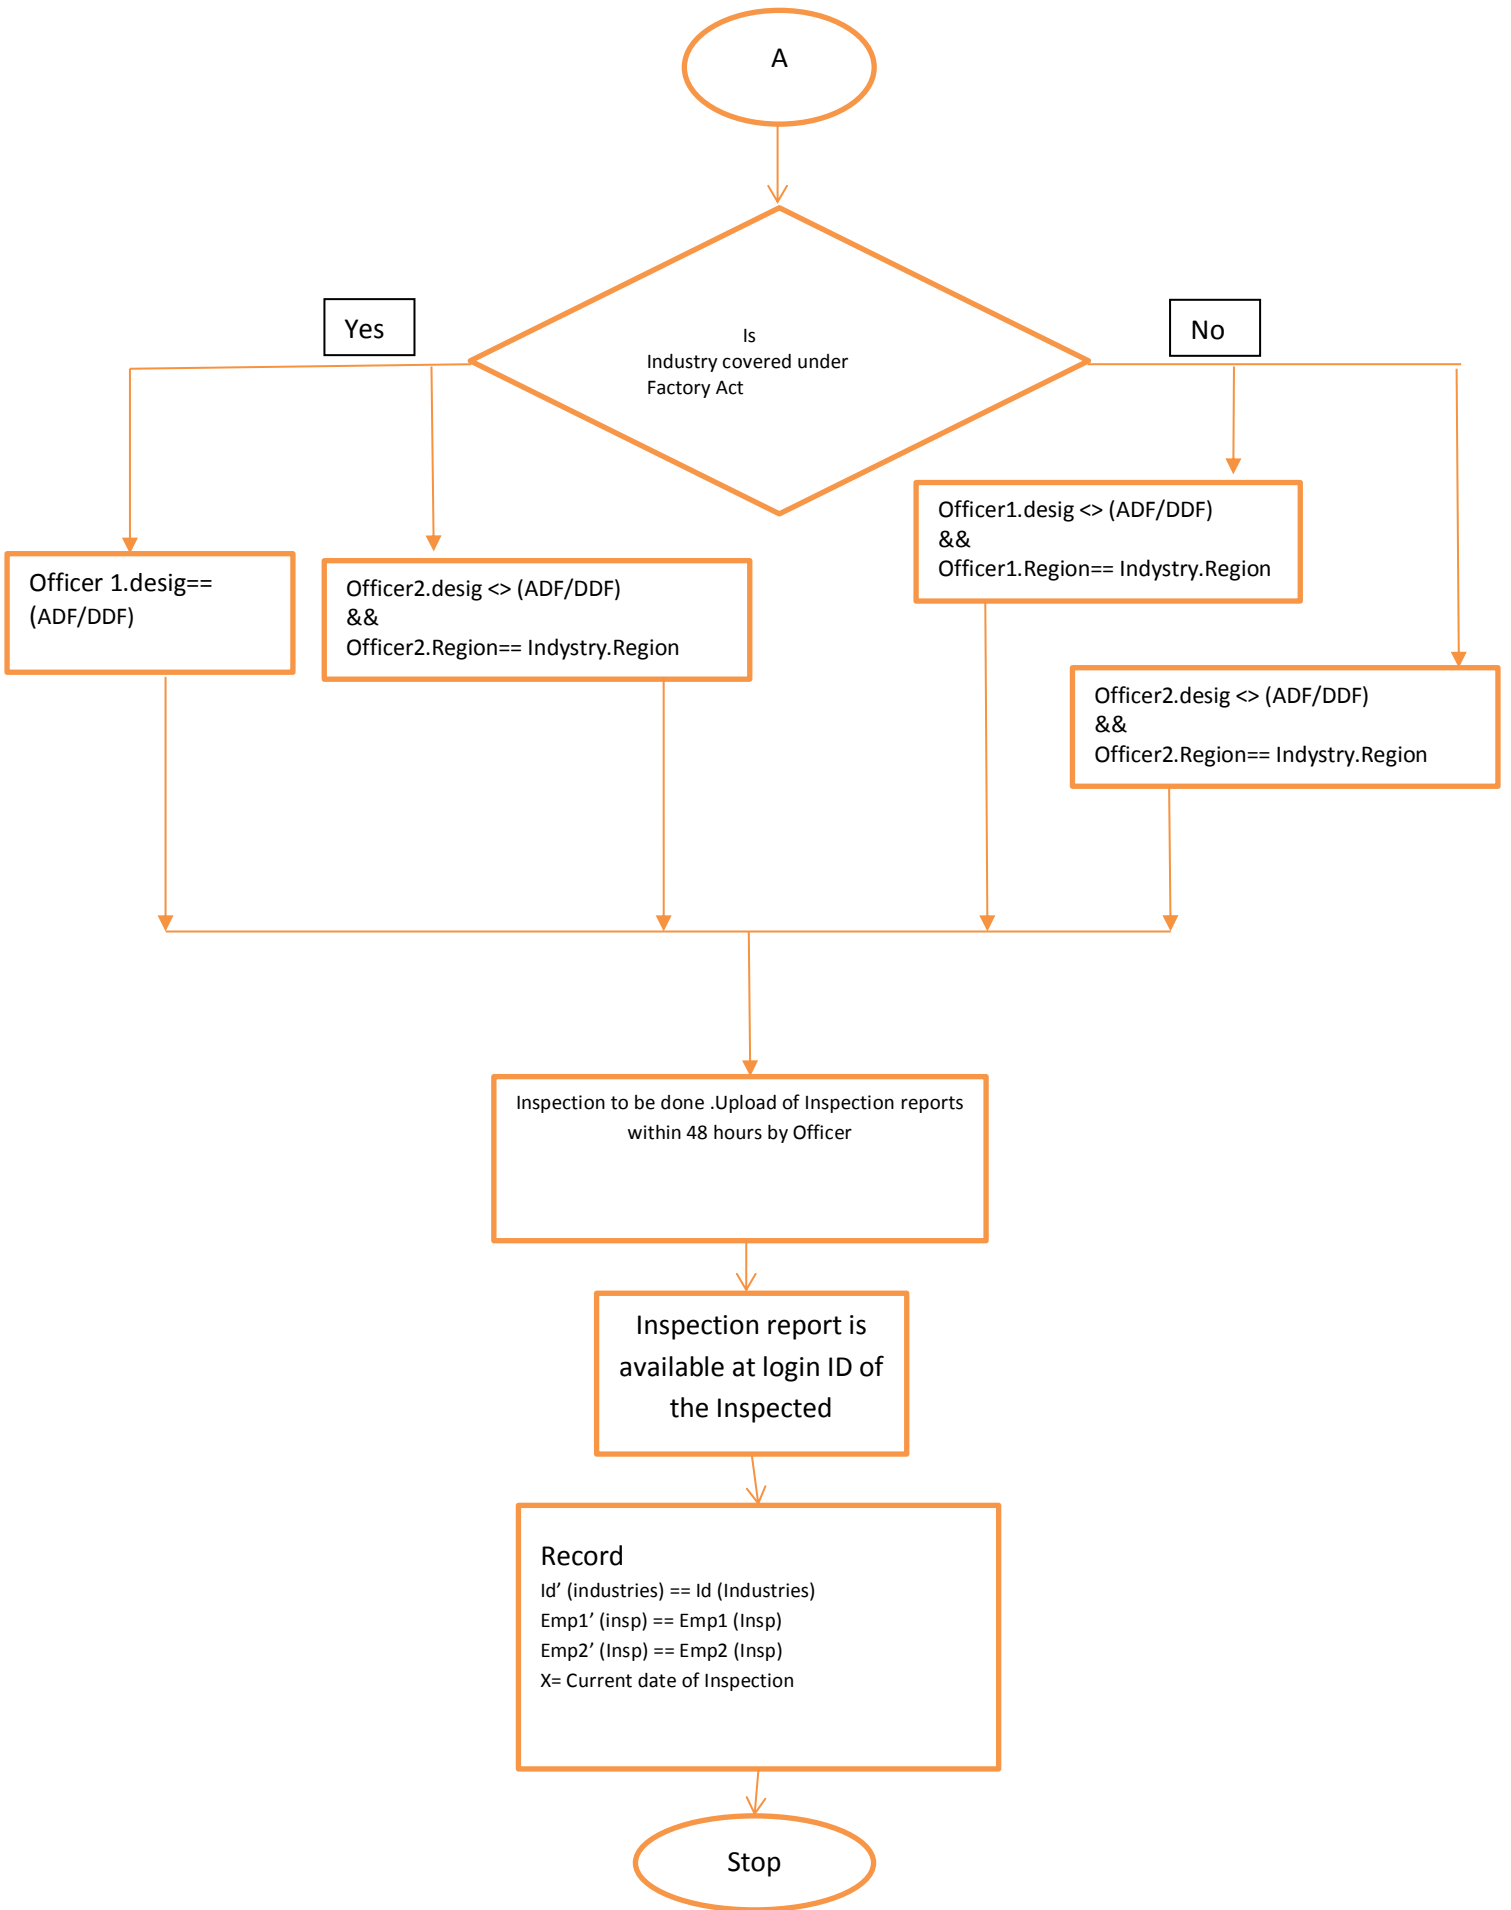 A
Yes
No
Is
Industry covered under
Factory Act
Officer 1.desig==
(ADF/DDF)
Officer2.desig <> (ADF/DDF)
&&
Officer2.Region== Indystry.Region
Officer1.desig <> (ADF/DDF)
&&
Officer1.Region== Indystry.Region
Officer2.desig <> (ADF/DDF)
&&
Officer2.Region== Indystry.Region
Inspection to be done .Upload of Inspection reports
within 48 hours by Officer
Inspection report is
available at login ID of
the Inspected
Record
Id’ (industries) == Id (Industries)
Emp1’ (insp) == Emp1 (Insp)
Emp2’ (Insp) == Emp2 (Insp)
X= Current date of Inspection
Stop